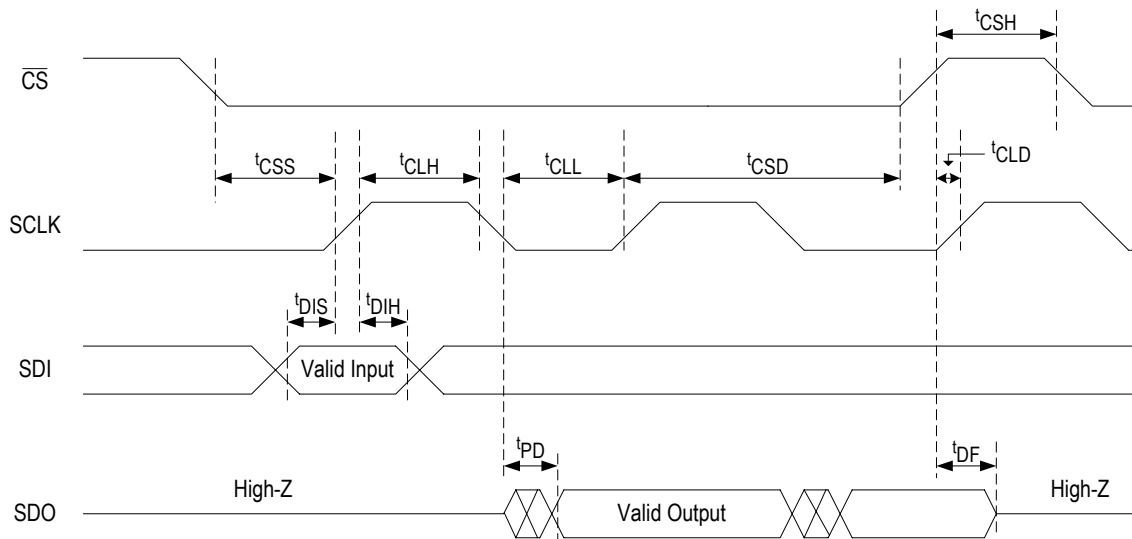 tCSH
CS
tCSS
tCLH
tCLL
tCSD
tCLD
SCLK
tDIS
tDIH
SDI
Valid Input
tPD
tDF
SDO
High-Z
Valid Output
High-Z